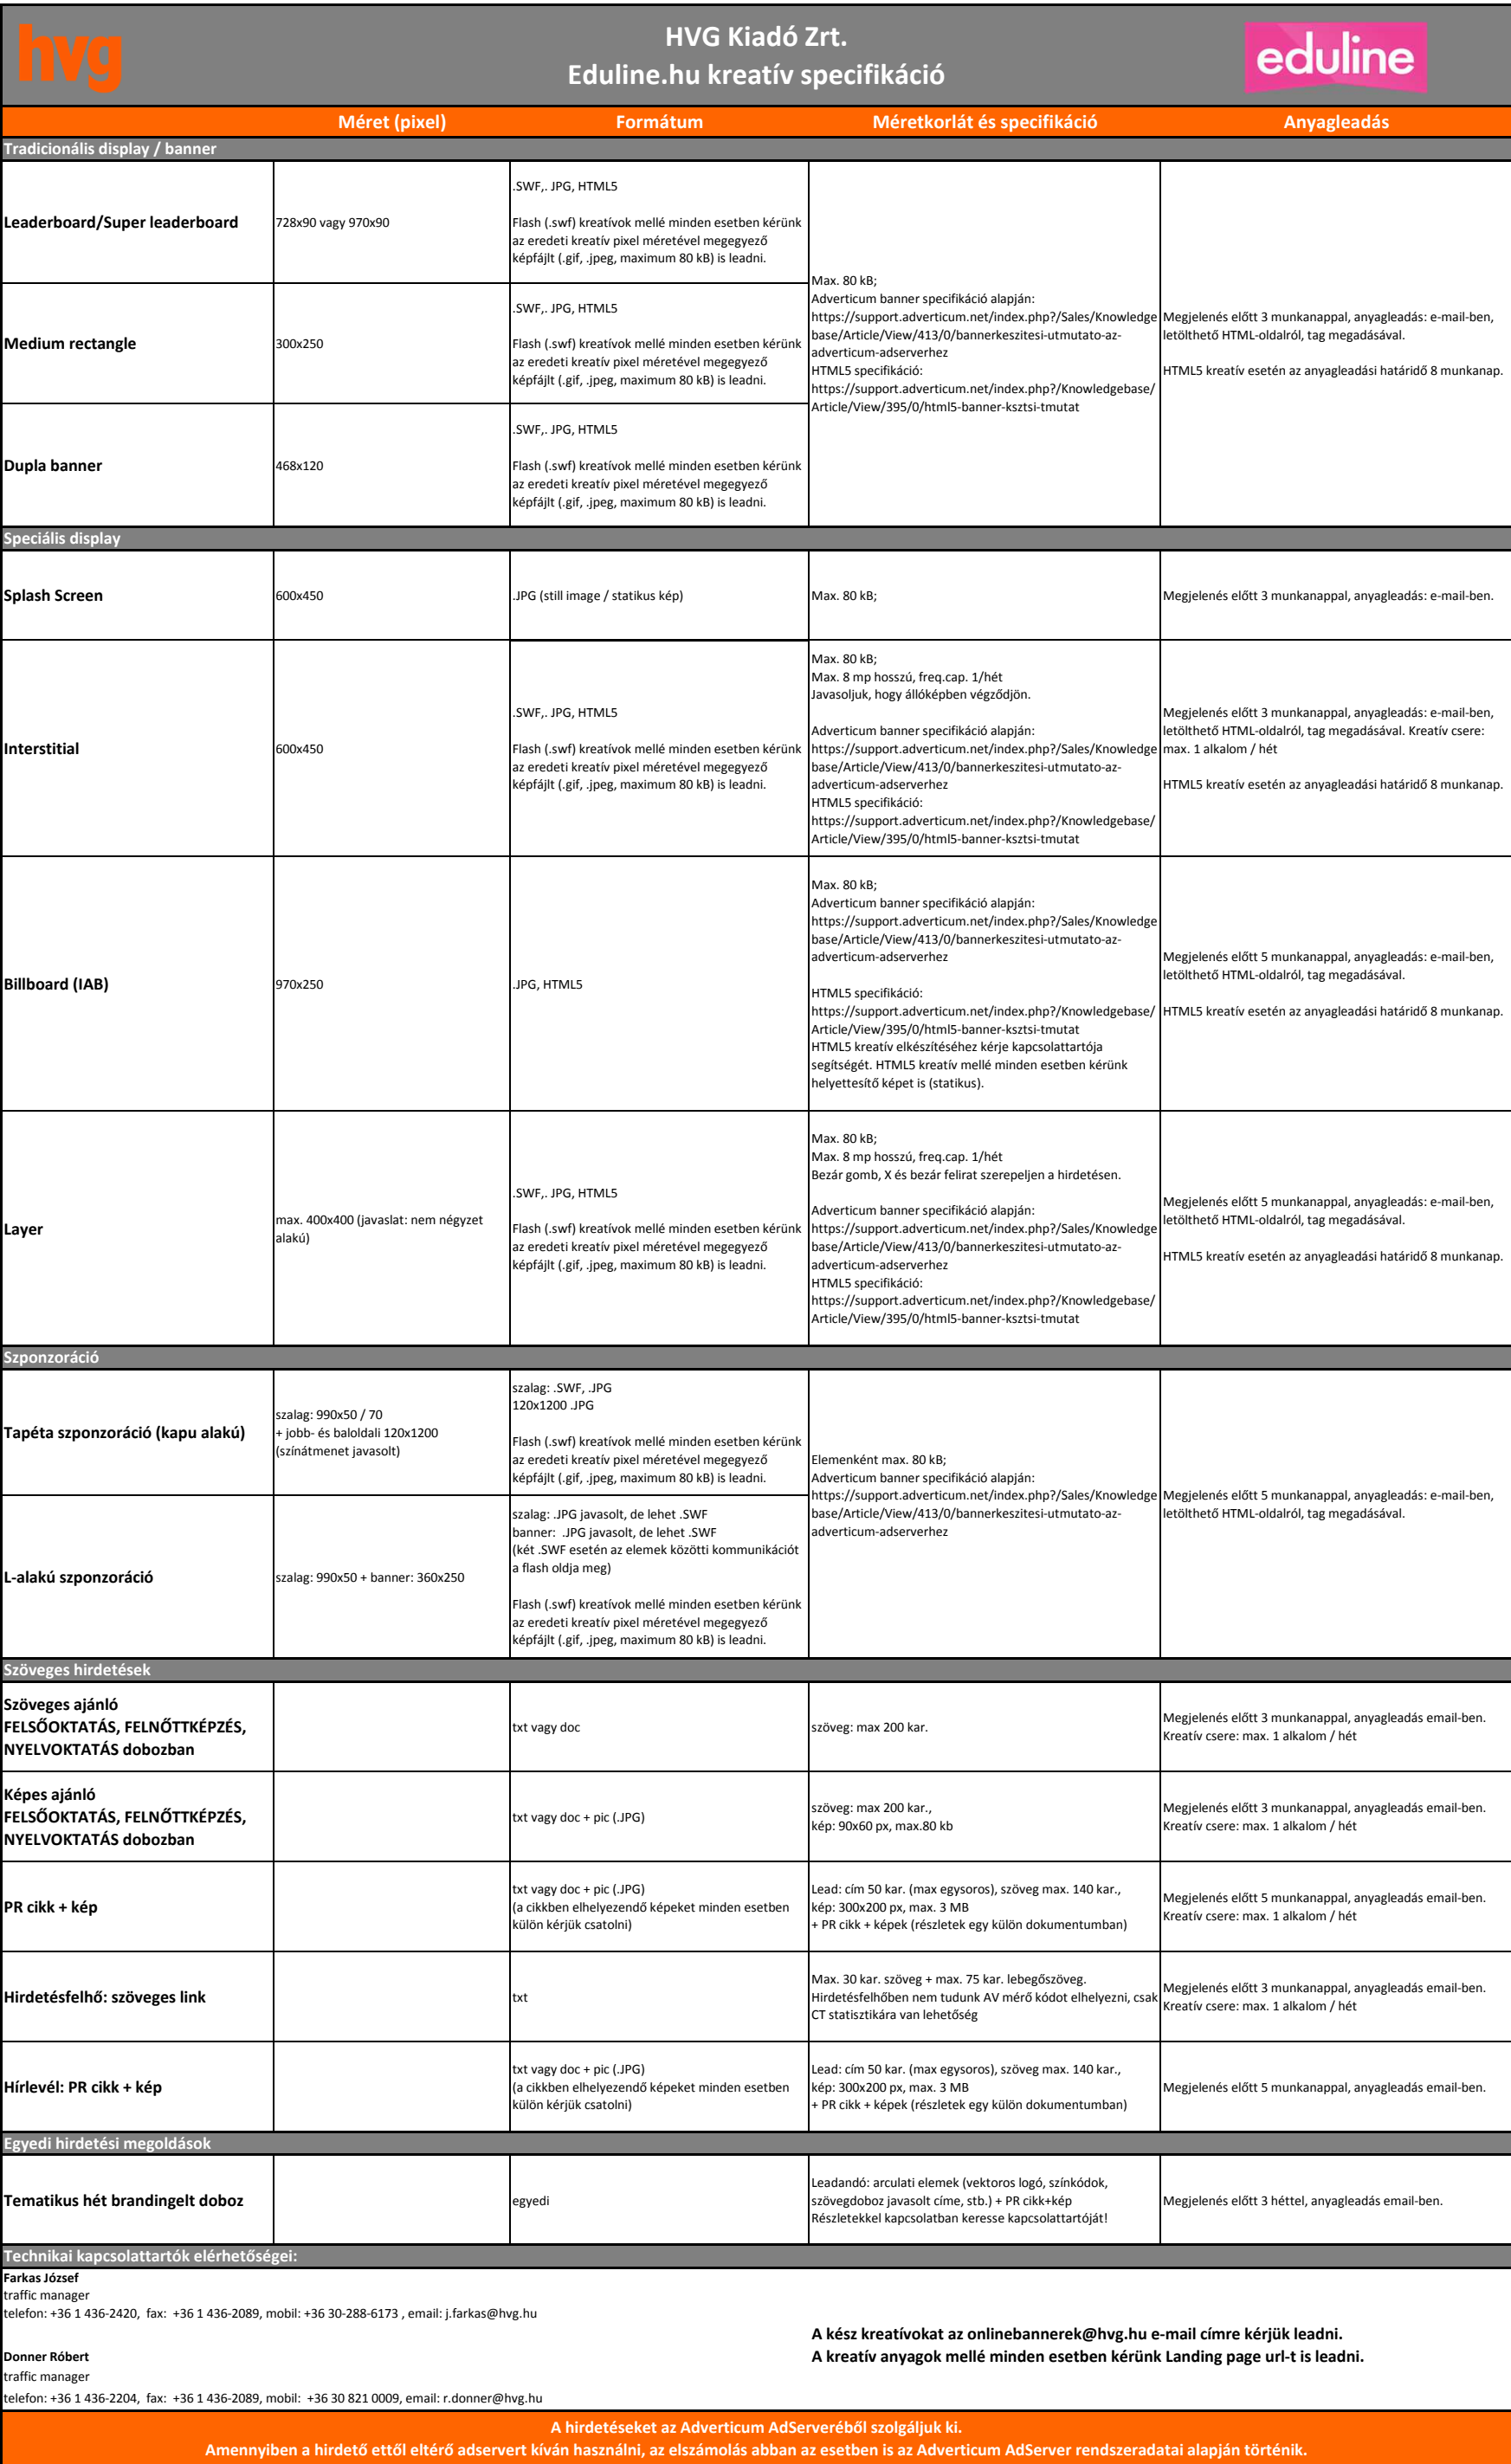 hvg
HVG Kiadó Zrt.
Eduline.hu kreatív specifikáció
eduline
Méret (pixel)
Formátum
Méretkorlát és specifikáció
Anyagleadás
Tradicionális display / banner
Leaderboard/Super leaderboard
728x90 vagy 970x90
.SWF,. JPG, HTML5
Flash (.swf) kreatívok mellé minden esetben kérünk
az eredeti kreatív pixel méretével megegyező
képfájlt (.gif, .jpeg, maximum 80 kB) is leadni.
Medium rectangle
300x250
.SWF,. JPG, HTML5
Flash (.swf) kreatívok mellé minden esetben kérünk
az eredeti kreatív pixel méretével megegyező
képfájlt (.gif, .jpeg, maximum 80 kB) is leadni.
Dupla banner
468x120
.SWF,. JPG, HTML5
Flash (.swf) kreatívok mellé minden esetben kérünk
az eredeti kreatív pixel méretével megegyező
képfájlt (.gif, .jpeg, maximum 80 kB) is leadni.
Max. 80 kB;
Adverticum banner specifikáció alapján:
https://support.adverticum.net/index.php?/Sales/Knowledge
base/Article/View/413/0/bannerkeszitesi-utmutato-az-
adverticum-adserverhez
HTML5 specifikáció:
https://support.adverticum.net/index.php?/Knowledgebase/
Article/View/395/0/html5-banner-ksztsi-tmutat
Megjelenés előtt 3 munkanappal, anyagleadás: e-mail-ben,
letölthető HTML-oldalról, tag megadásával.
HTML5 kreatív esetén az anyagleadási határidő 8 munkanap.
Speciális display
Splash Screen
600x450
.JPG (still image / statikus kép)
Max. 80 kB;
Megjelenés előtt 3 munkanappal, anyagleadás: e-mail-ben.
Interstitial
600x450
.SWF,. JPG, HTML5
Flash (.swf) kreatívok mellé minden esetben kérünk
az eredeti kreatív pixel méretével megegyező
képfájlt (.gif, .jpeg, maximum 80 kB) is leadni.
Max. 80 kB;
Max. 8 mp hosszú, freq.cap. 1/hét
Javasoljuk, hogy állóképben végződjön.
Adverticum banner specifikáció alapján:
https://support.adverticum.net/index.php?/Sales/Knowledge
base/Article/View/413/0/bannerkeszitesi-utmutato-az-
adverticum-adserverhez
HTML5 specifikáció:
https://support.adverticum.net/index.php?/Knowledgebase/
Article/View/395/0/html5-banner-ksztsi-tmutat
Megjelenés előtt 3 munkanappal, anyagleadás: e-mail-ben,
letölthető HTML-oldalról, tag megadásával. Kreatív csere:
max. 1 alkalom / hét
HTML5 kreatív esetén az anyagleadási határidő 8 munkanap.
Billboard (IAB)
970x250
.JPG, HTML5
Max. 80 kB;
Adverticum banner specifikáció alapján:
https://support.adverticum.net/index.php?/Sales/Knowledge
base/Article/View/413/0/bannerkeszitesi-utmutato-az-
adverticum-adserverhez
HTML5 specifikáció:
https://support.adverticum.net/index.php?/Knowledgebase/
Article/View/395/0/html5-banner-ksztsi-tmutat
HTML5 kreatív elkészítéséhez kérje kapcsolattartója
segítségét. HTML5 kreatív mellé minden esetben kérünk
helyettesítő képet is (statikus).
Megjelenés előtt 5 munkanappal, anyagleadás: e-mail-ben,
letölthető HTML-oldalról, tag megadásával.
HTML5 kreatív esetén az anyagleadási határidő 8 munkanap.
Layer
max. 400x400 (javaslat: nem négyzet
alakú)
.SWF,. JPG, HTML5
Flash (.swf) kreatívok mellé minden esetben kérünk
az eredeti kreatív pixel méretével megegyező
képfájlt (.gif, .jpeg, maximum 80 kB) is leadni.
Max. 80 kB;
Max. 8 mp hosszú, freq.cap. 1/hét
Bezár gomb, X és bezár felirat szerepeljen a hirdetésen.
Adverticum banner specifikáció alapján:
https://support.adverticum.net/index.php?/Sales/Knowledge
base/Article/View/413/0/bannerkeszitesi-utmutato-az-
adverticum-adserverhez
HTML5 specifikáció:
https://support.adverticum.net/index.php?/Knowledgebase/
Article/View/395/0/html5-banner-ksztsi-tmutat
Megjelenés előtt 5 munkanappal, anyagleadás: e-mail-ben,
letölthető HTML-oldalról, tag megadásával.
HTML5 kreatív esetén az anyagleadási határidő 8 munkanap.
Szponzoráció
Tapéta szponzoráció (kapu alakú)
szalag: 990x50 / 70
+ jobb- és baloldali 120x1200
(színátmenet javasolt)
szalag: .SWF, .JPG
120x1200 .JPG
Flash (.swf) kreatívok mellé minden esetben kérünk
az eredeti kreatív pixel méretével megegyező
képfájlt (.gif, .jpeg, maximum 80 kB) is leadni.
L-alakú szponzoráció
szalag: 990x50 + banner: 360x250
szalag: .JPG javasolt, de lehet .SWF
banner:  .JPG javasolt, de lehet .SWF
(két .SWF esetén az elemek közötti kommunikációt
a flash oldja meg)
Flash (.swf) kreatívok mellé minden esetben kérünk
az eredeti kreatív pixel méretével megegyező
képfájlt (.gif, .jpeg, maximum 80 kB) is leadni.
Elemenként max. 80 kB;
Adverticum banner specifikáció alapján:
https://support.adverticum.net/index.php?/Sales/Knowledge
base/Article/View/413/0/bannerkeszitesi-utmutato-az-
adverticum-adserverhez
Megjelenés előtt 5 munkanappal, anyagleadás: e-mail-ben,
letölthető HTML-oldalról, tag megadásával.
Szöveges hirdetések
Szöveges ajánló
FELSŐOKTATÁS, FELNŐTTKÉPZÉS,
NYELVOKTATÁS dobozban
txt vagy doc
szöveg: max 200 kar.
Megjelenés előtt 3 munkanappal, anyagleadás email-ben.
Kreatív csere: max. 1 alkalom / hét
Képes ajánló
FELSŐOKTATÁS, FELNŐTTKÉPZÉS,
NYELVOKTATÁS dobozban
txt vagy doc + pic (.JPG)
szöveg: max 200 kar.,
kép: 90x60 px, max.80 kb
Megjelenés előtt 3 munkanappal, anyagleadás email-ben.
Kreatív csere: max. 1 alkalom / hét
PR cikk + kép
txt vagy doc + pic (.JPG)
(a cikkben elhelyezendő képeket minden esetben
külön kérjük csatolni)
Lead: cím 50 kar. (max egysoros), szöveg max. 140 kar.,
kép: 300x200 px, max. 3 MB
+ PR cikk + képek (részletek egy külön dokumentumban)
Megjelenés előtt 5 munkanappal, anyagleadás email-ben.
Kreatív csere: max. 1 alkalom / hét
Hirdetésfelhő: szöveges link
txt
Max. 30 kar. szöveg + max. 75 kar. lebegőszöveg.
Hirdetésfelhőben nem tudunk AV mérő kódot elhelyezni, csak
CT statisztikára van lehetőség
Megjelenés előtt 3 munkanappal, anyagleadás email-ben.
Kreatív csere: max. 1 alkalom / hét
Hírlevél: PR cikk + kép
txt vagy doc + pic (.JPG)
(a cikkben elhelyezendő képeket minden esetben
külön kérjük csatolni)
Lead: cím 50 kar. (max egysoros), szöveg max. 140 kar.,
kép: 300x200 px, max. 3 MB
+ PR cikk + képek (részletek egy külön dokumentumban)
Megjelenés előtt 5 munkanappal, anyagleadás email-ben.
Egyedi hirdetési megoldások
Tematikus hét brandingelt doboz
egyedi
Leadandó: arculati elemek (vektoros logó, színkódok,
szövegdoboz javasolt címe, stb.) + PR cikk+kép
Részletekkel kapcsolatban keresse kapcsolattartóját!
Megjelenés előtt 3 héttel, anyagleadás email-ben.
Technikai kapcsolattartók elérhetőségei:
Farkas József
traffic manager
telefon: +36 1 436-2420,  fax:  +36 1 436-2089, mobil: +36 30-288-6173 , email: j.farkas@hvg.hu
Donner Róbert
traffic manager
telefon: +36 1 436-2204,  fax:  +36 1 436-2089, mobil:  +36 30 821 0009, email: r.donner@hvg.hu
A kész kreatívokat az onlinebannerek@hvg.hu e-mail címre kérjük leadni.
A kreatív anyagok mellé minden esetben kérünk Landing page url-t is leadni.
A hirdetéseket az Adverticum AdServeréből szolgáljuk ki.
Amennyiben a hirdető ettől eltérő adservert kíván használni, az elszámolás abban az esetben is az Adverticum AdServer rendszeradatai alapján történik.